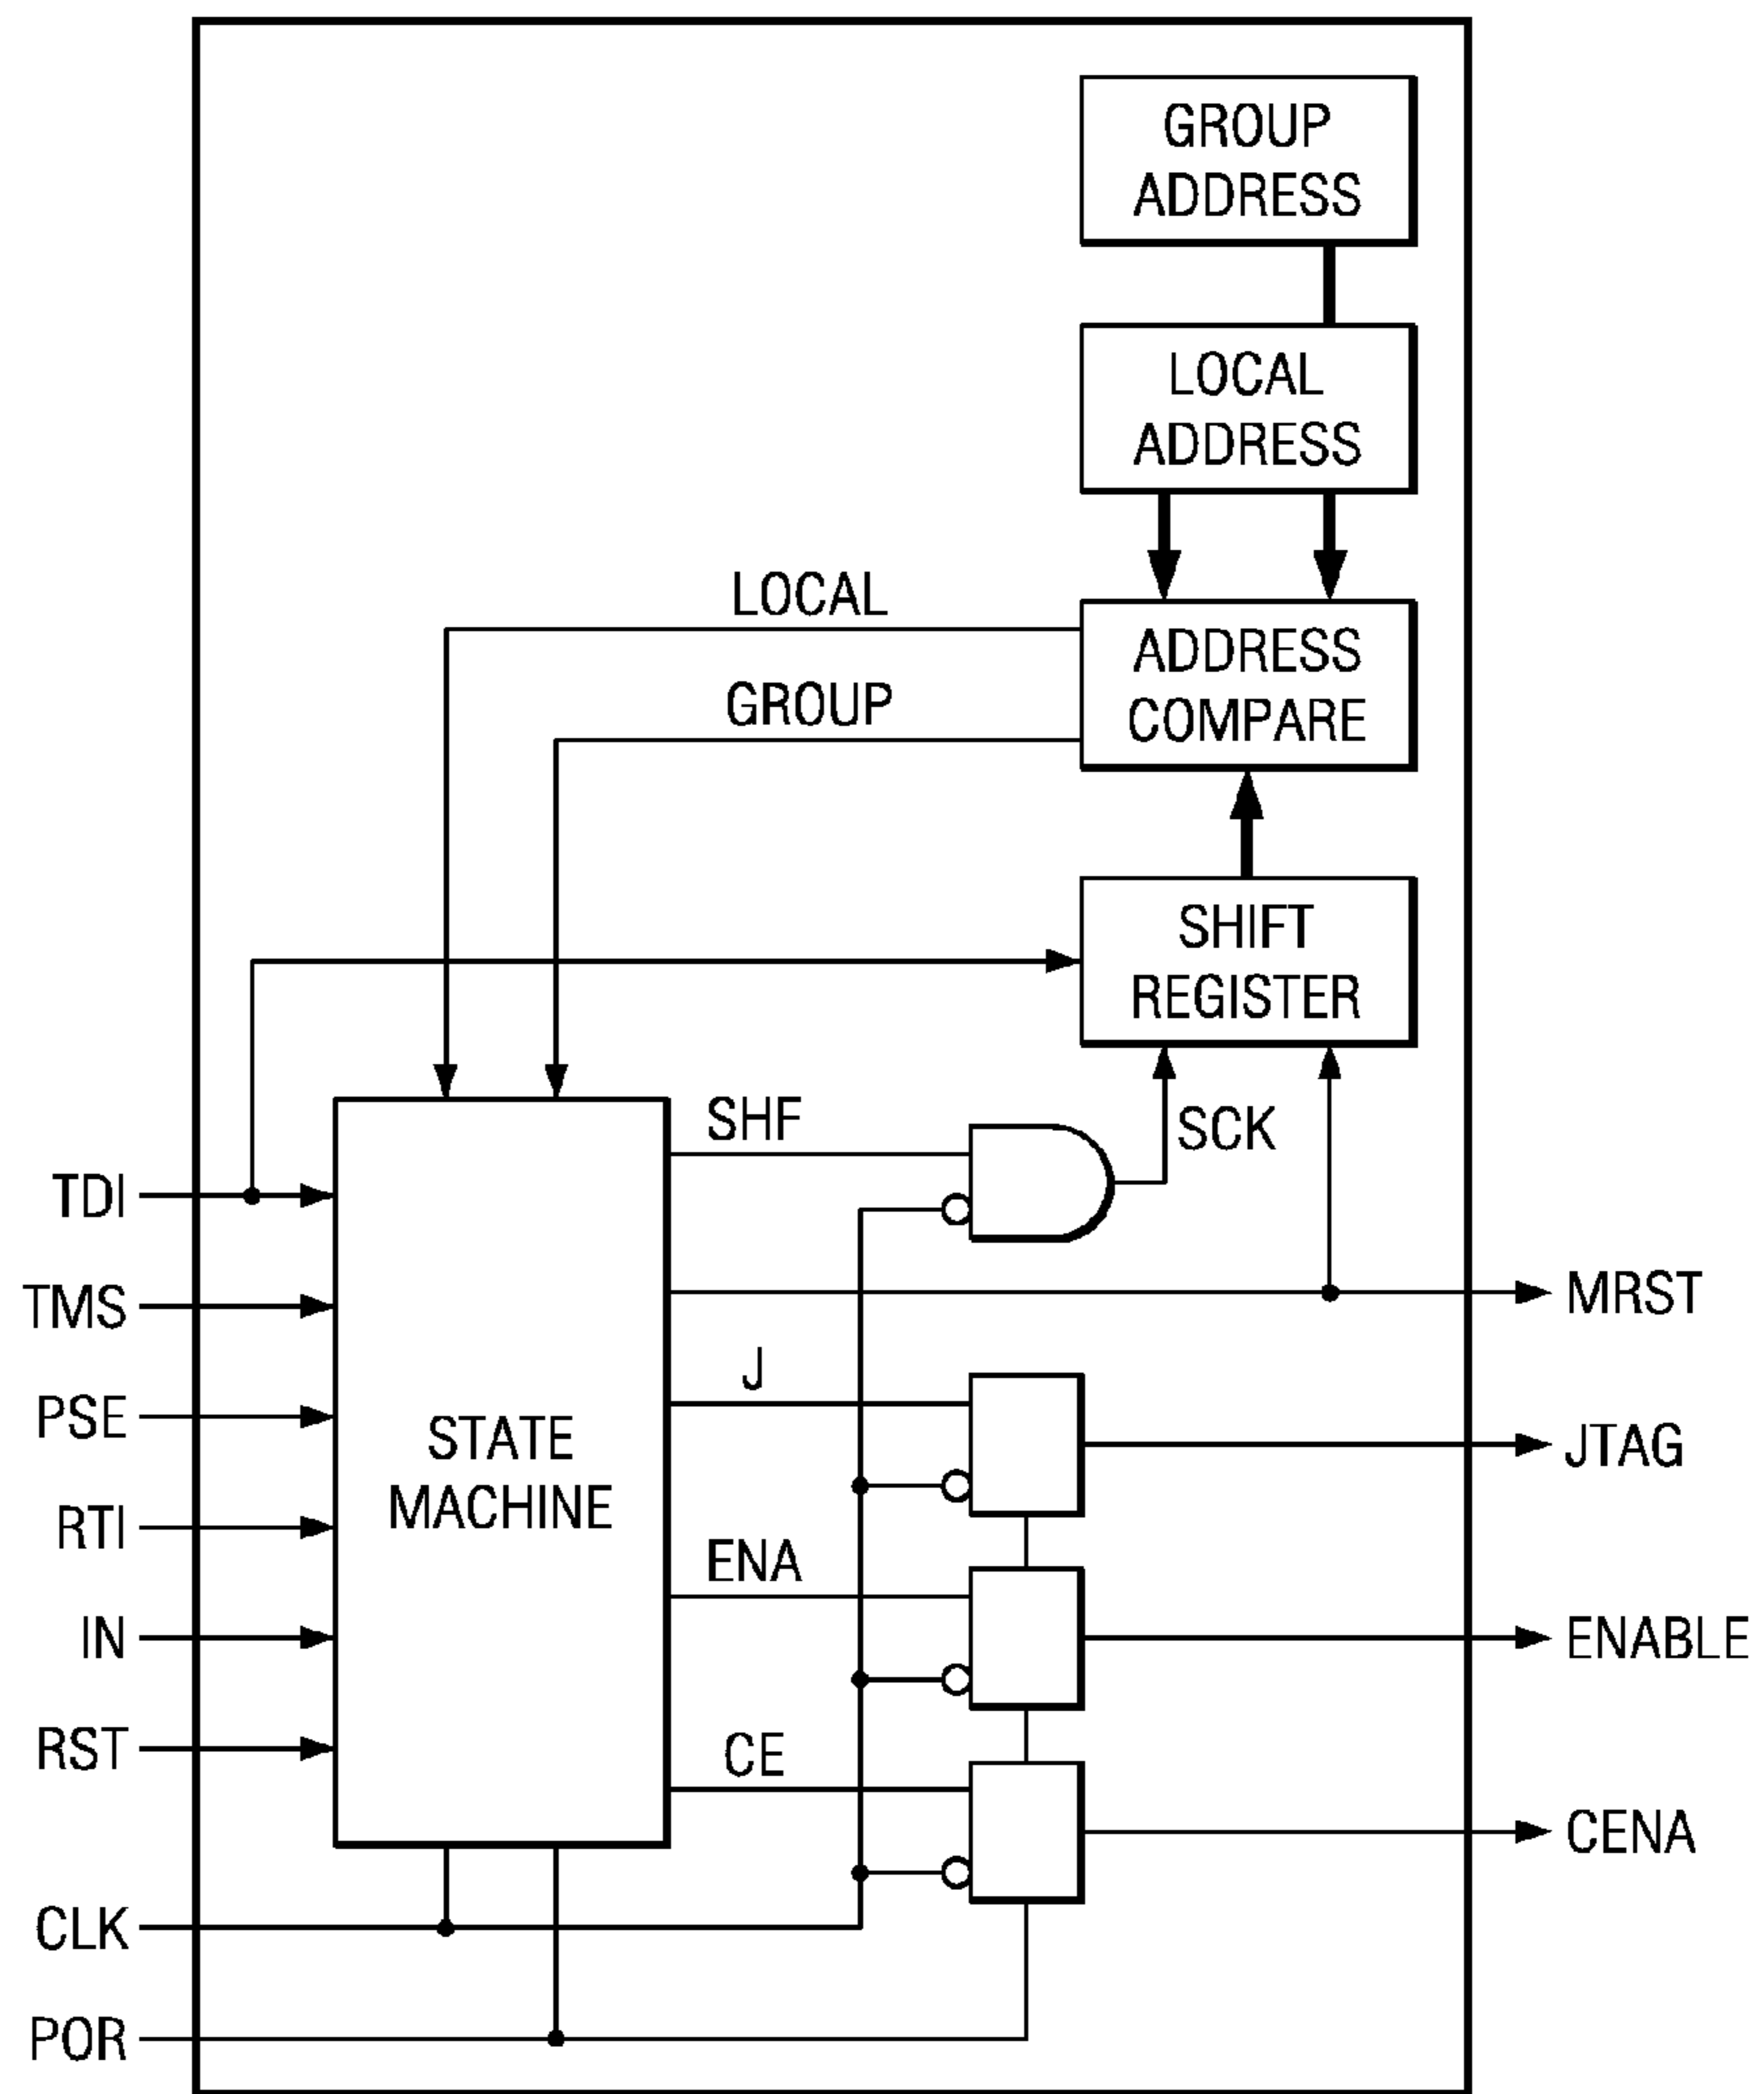 GROUP
ADDRESS
LOCAL
ADDRESS
LOCAL
ADDRESS
COMPARE
GROUP
SHIFT
REGISTER
SHF
SCK
TDI
TMS
MRST
J
PSE
STATE
MACHINE
JTAG
RTI
ENA
IN
ENABLE
RST
CE
CENA
CLK
POR